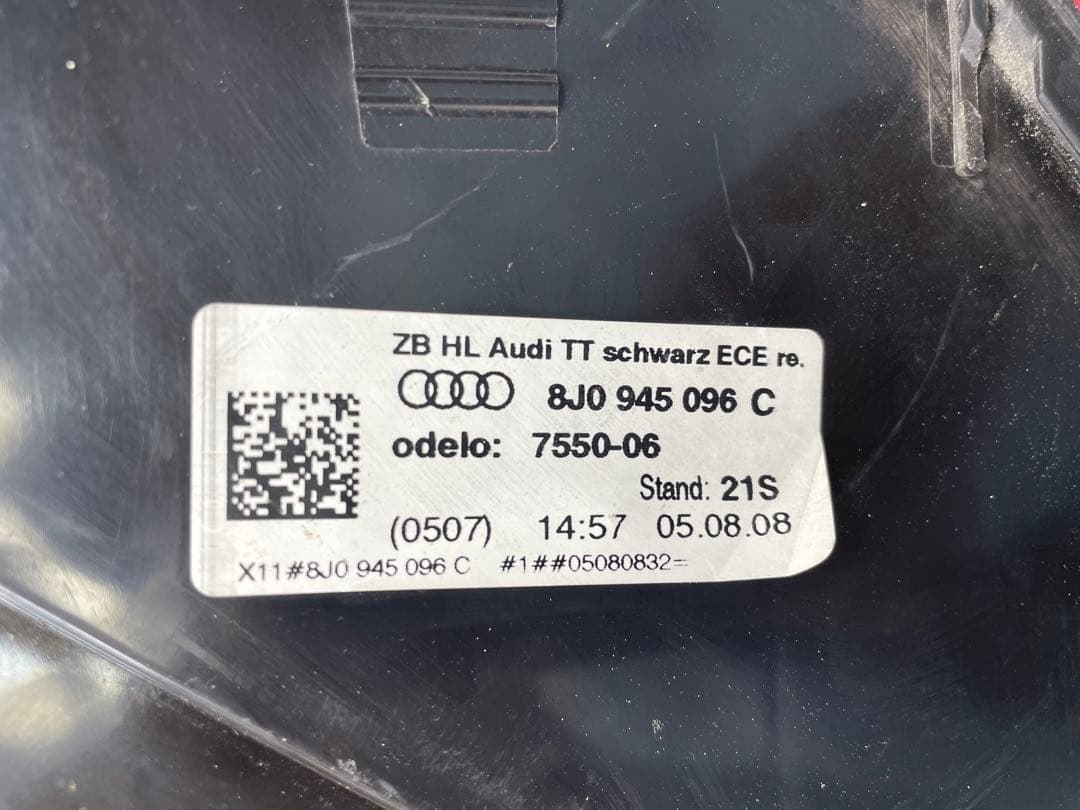 ZB HL Audi TT schwarz ECE re.
8J0 945 096 C
odelo: 7550-06
Stand: 21S
(0507) 14:57 05.08.08
X11#8J0 945 096 C #1##05080832=